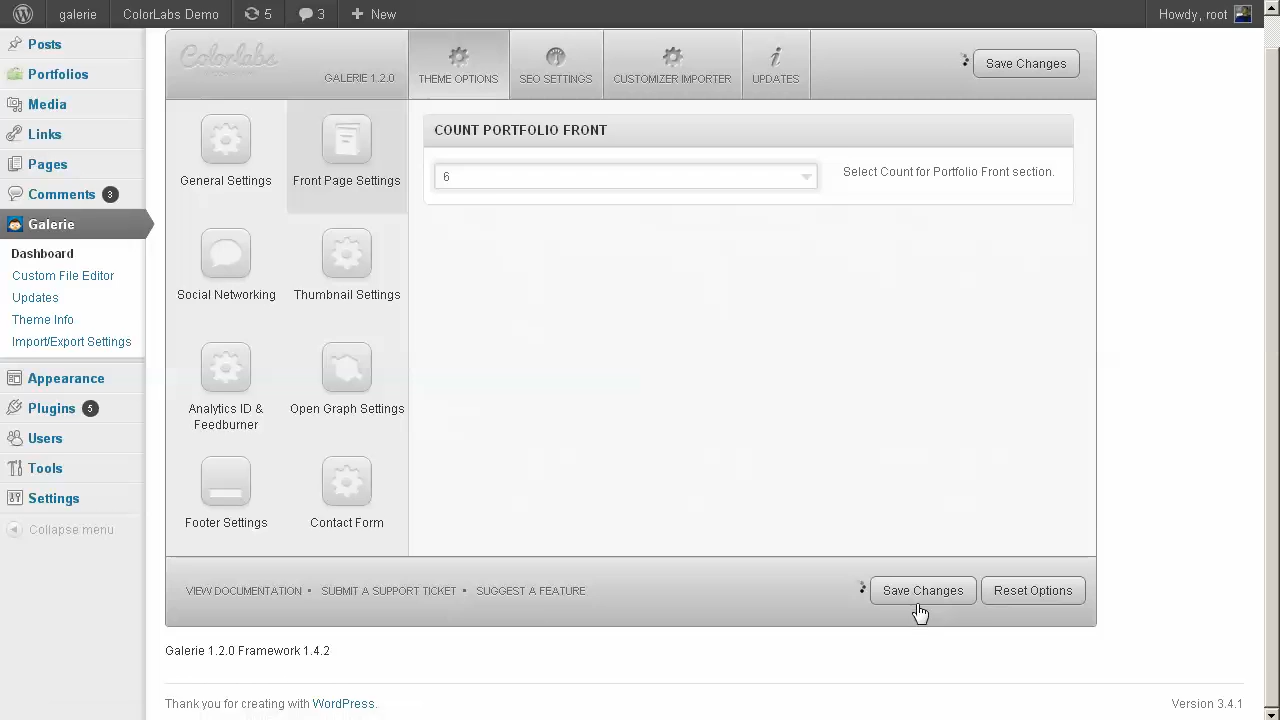 galerie
ColorLabs Demo
5
3
New
Howdy, root
Posts
Portfolios
Media
Links
Pages
Comments 3
Galerie
Dashboard
Custom File Editor
Updates
Theme Info
Import/Export Settings
Appearance
Plugins 5
Users
Tools
Settings
Collapse menu
Colorlabs
GALERIE 1.2.0
THEME OPTIONS
SEO SETTINGS
CUSTOMIZER IMPORTER
UPDATES
Save Changes
General Settings
Front Page Settings
Social Networking
Thumbnail Settings
Analytics ID &
Feedburner
Open Graph Settings
Footer Settings
Contact Form
COUNT PORTFOLIO FRONT
6
Select Count for Portfolio Front section.
VIEW DOCUMENTATION • SUBMIT A SUPPORT TICKET • SUGGEST A FEATURE
Save Changes
Reset Options
Galerie 1.2.0 Framework 1.4.2
Thank you for creating with WordPress.
Version 3.4.1